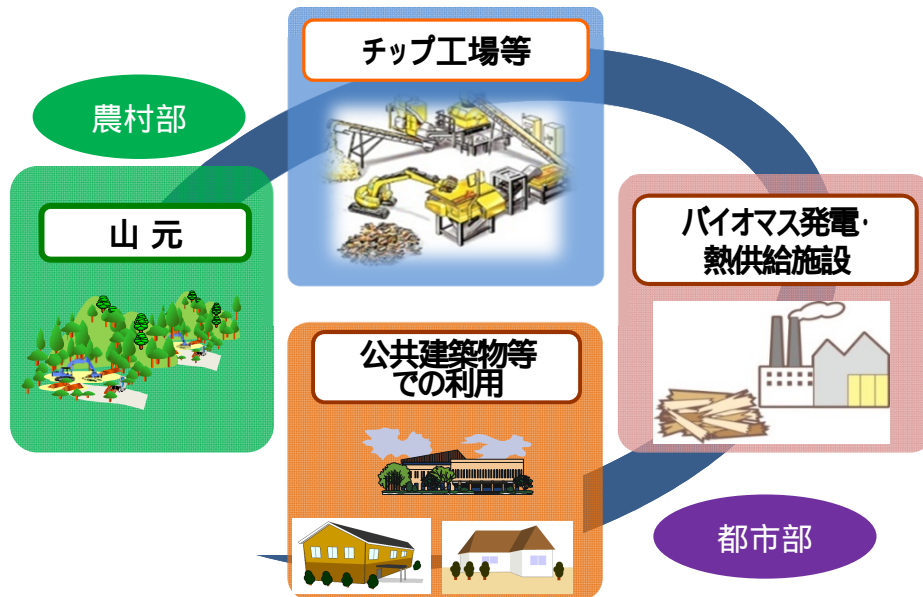 チップ工場等
農村部
山 元
バイオマス発電・
熱供給施設
公共建築物等
での利用
都市部